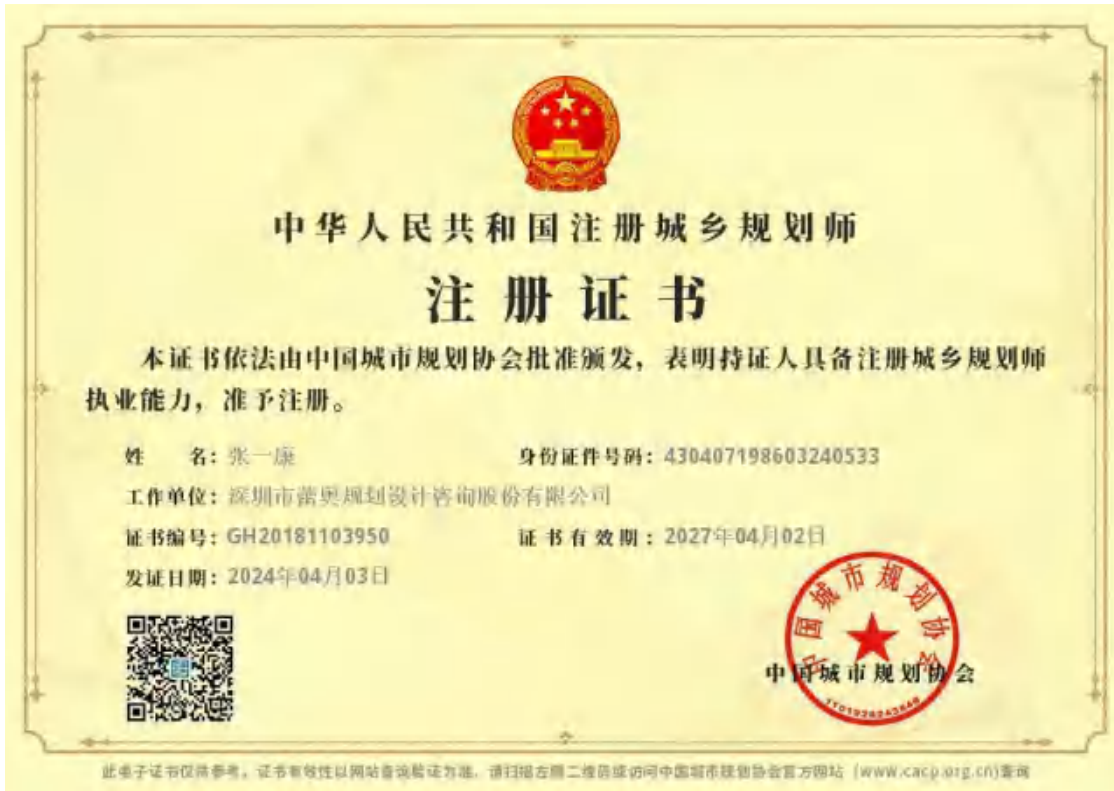 中华人民共和国注册城乡规划师
注册证书
本证书依法由中国城市规划协会批准颁发，表明持证人具备注册城乡规划师
执业能力，准予注册。
姓 名：张一康 身份证件号码：430407198603240533
工作单位：深圳市蕾奥规划设计咨询股份有限公司
证书编号：GH20181103950 证书有效期：2027年04月02日
发证日期：2024年04月03日
中国城市规划协会
中国城市规划协会
此电子证书仅供参考，证书有效性以网站查询验证为准，请扫描左侧二维码或访问中国城市规划协会官方网站（www.cacp.org.cn)查询